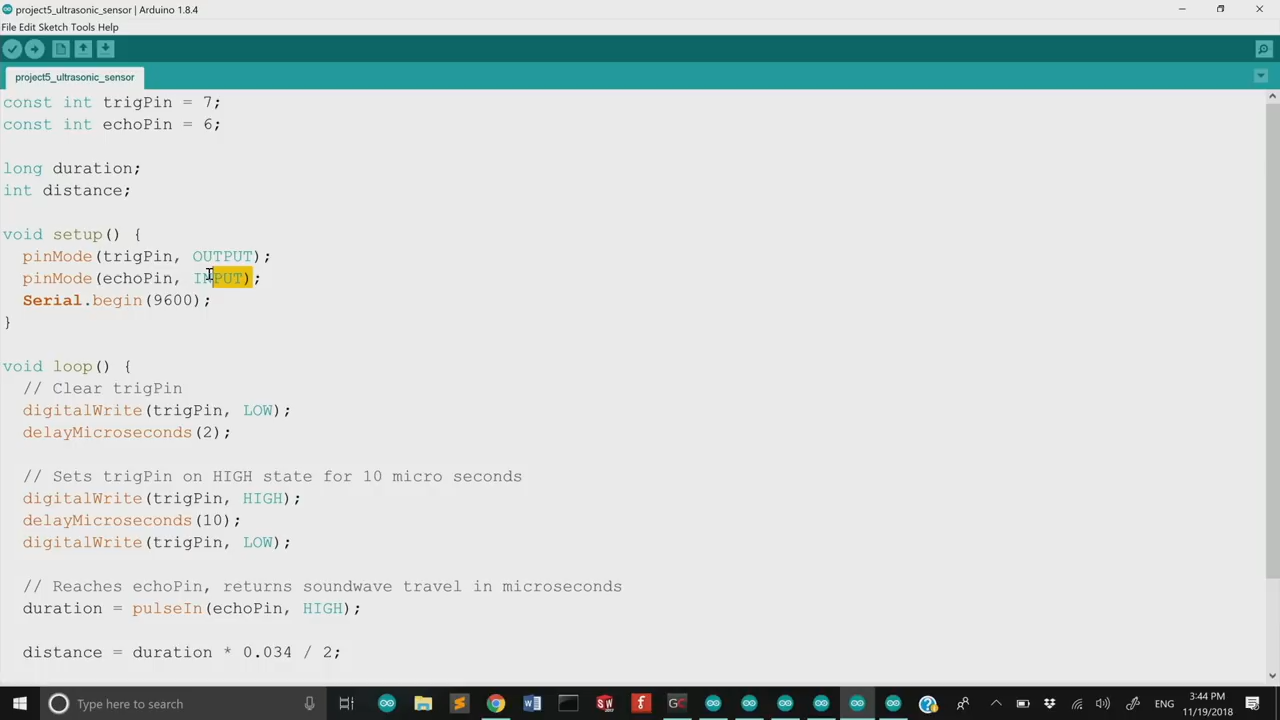 project5_ultrasonic_sensor | Arduino 1.8.4
File Edit Sketch Tools Help
project5_ultrasonic_sensor
const int trigPin = 7;
const int echoPin = 6;
long duration;
int distance;
void setup() {
pinMode(trigPin, OUTPUT);
pinMode(echoPin, INPUT);
Serial.begin(9600);
}
void loop() {
// Clear trigPin
digitalWrite(trigPin, LOW);
delayMicroseconds(2);
// Sets trigPin on HIGH state for 10 micro seconds
digitalWrite(trigPin, HIGH);
delayMicroseconds(10);
digitalWrite(trigPin, LOW);
// Reaches echoPin, returns soundwave travel in microseconds
duration = pulseIn(echoPin, HIGH);
distance = duration * 0.034 / 2;
Type here to search
ENG
3:44 PM
11/19/2018